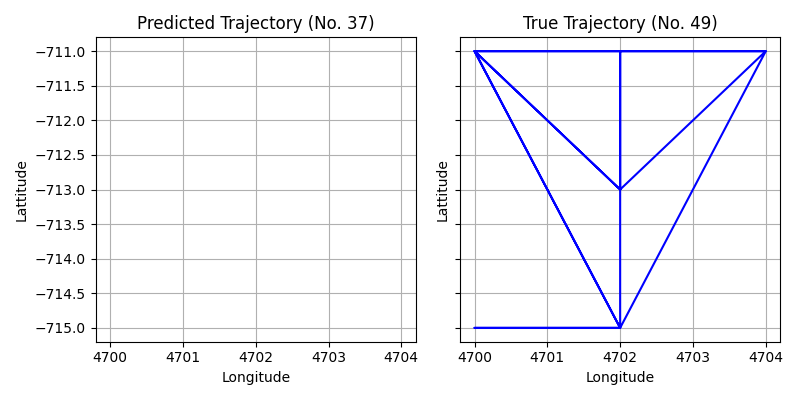 Predicted Trajectory (No. 37)
−711.0
−711.5
−712.0
−712.5
−713.0
−713.5
−714.0
−714.5
−715.0
Lattitude
4700 4701 4702 4703 4704
Longitude
True Trajectory (No. 49)
Lattitude
4700 4701 4702 4703 4704
Longitude